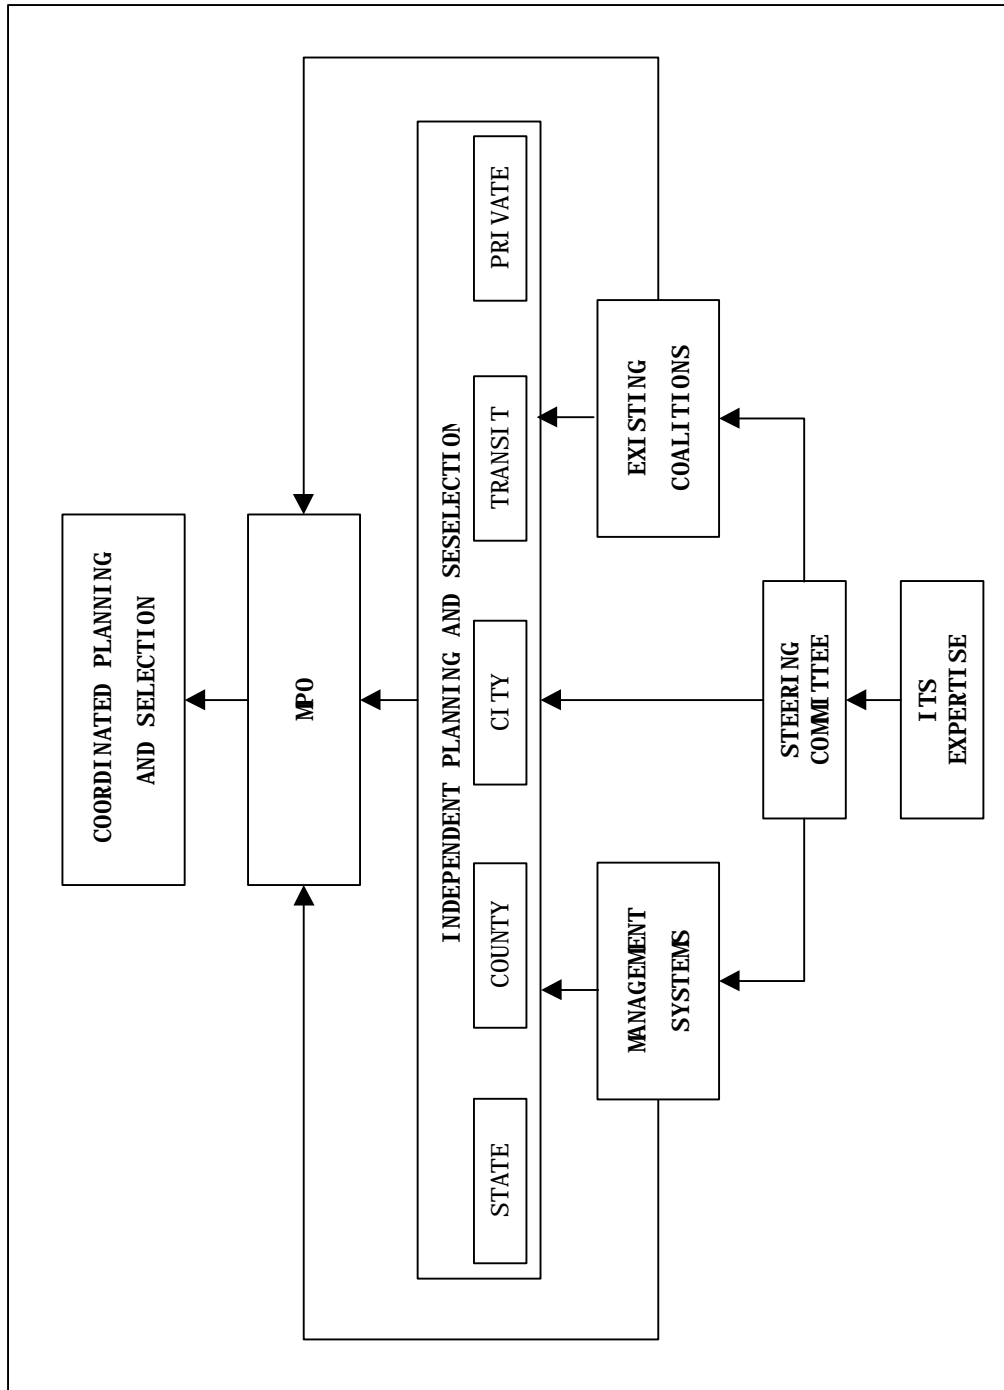 COORDINATED PLANNING
AND SELECTION
MPO
INDEPENDENT PLANNING AND SESELECTION
STATE
COUNTY
CITY
TRANSIT
PRIVATE
MANAGEMENT
SYSTEMS
EXISTING
COALITIONS
STEERING
COMMITTEE
ITS
EXPERTISE